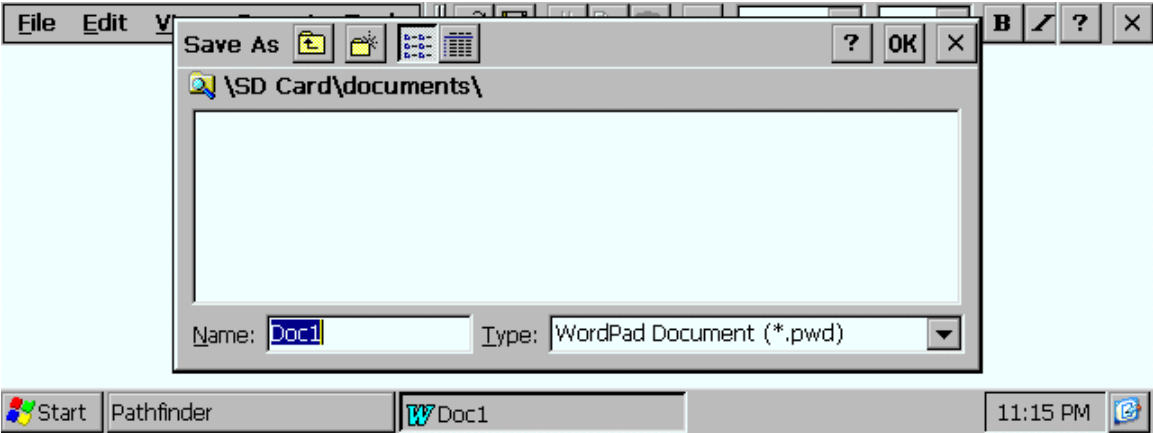 File Edit B I ? ×
Save As ? OK ×
\SD Card\documents\
Name: Doc1 Type: WordPad Document (*.pwd)
Start Pathfinder Doc1 11:15 PM